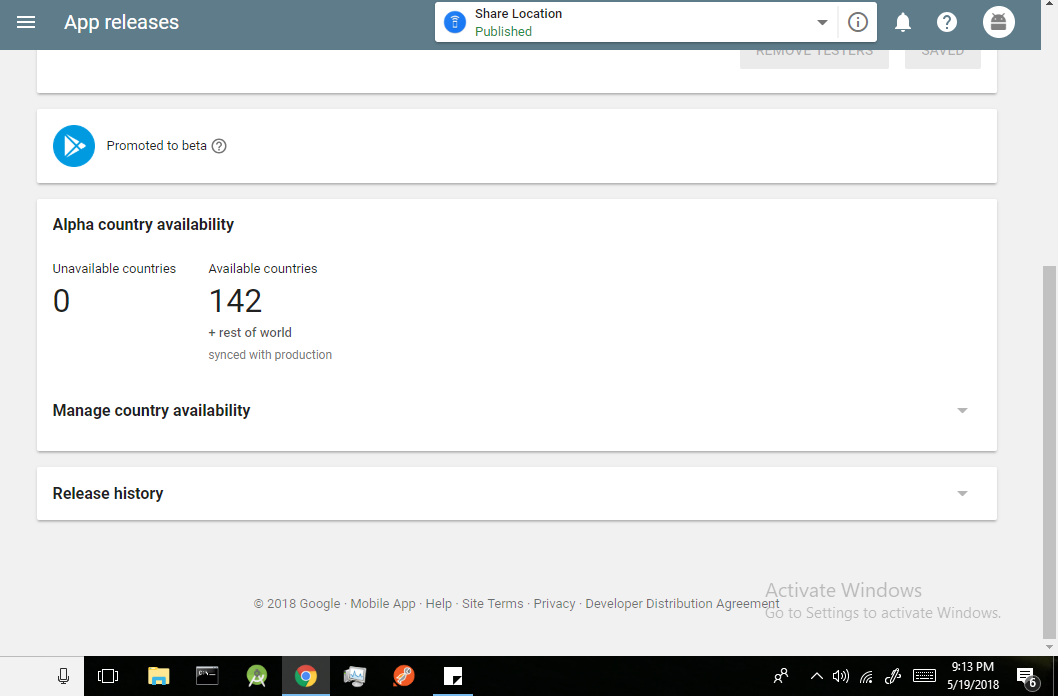 App releases
Share Location
Published
REMOVE TESTERS
SAVED
Promoted to beta
Alpha country availability
Unavailable countries
Available countries
0
142
+ rest of world
synced with production
Manage country availability
Release history
© 2018 Google · Mobile App · Help · Site Terms · Privacy · Developer Distribution Agreement
Activate Windows
Go to Settings to activate Windows.
9:13 PM
5/19/2018
6